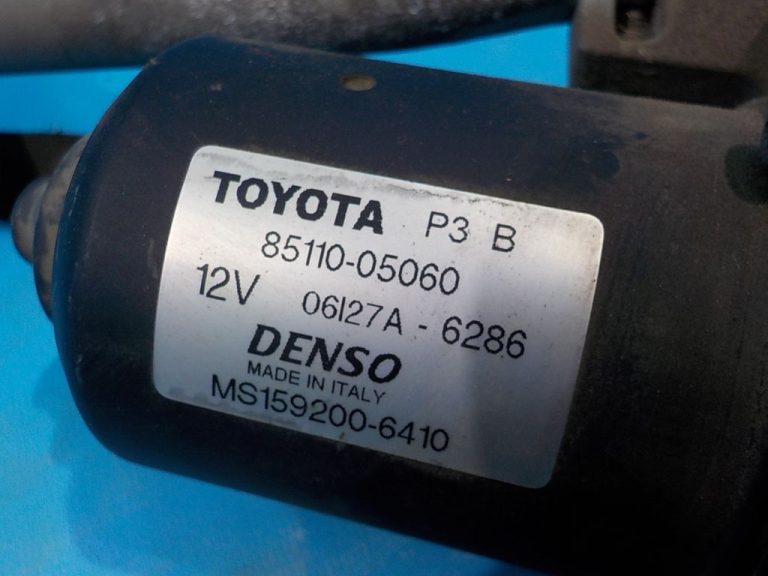 TOYOTA P3 B
85110-05060
12V 06I27A - 6286
DENSO
MADE IN ITALY
MS159200-6410